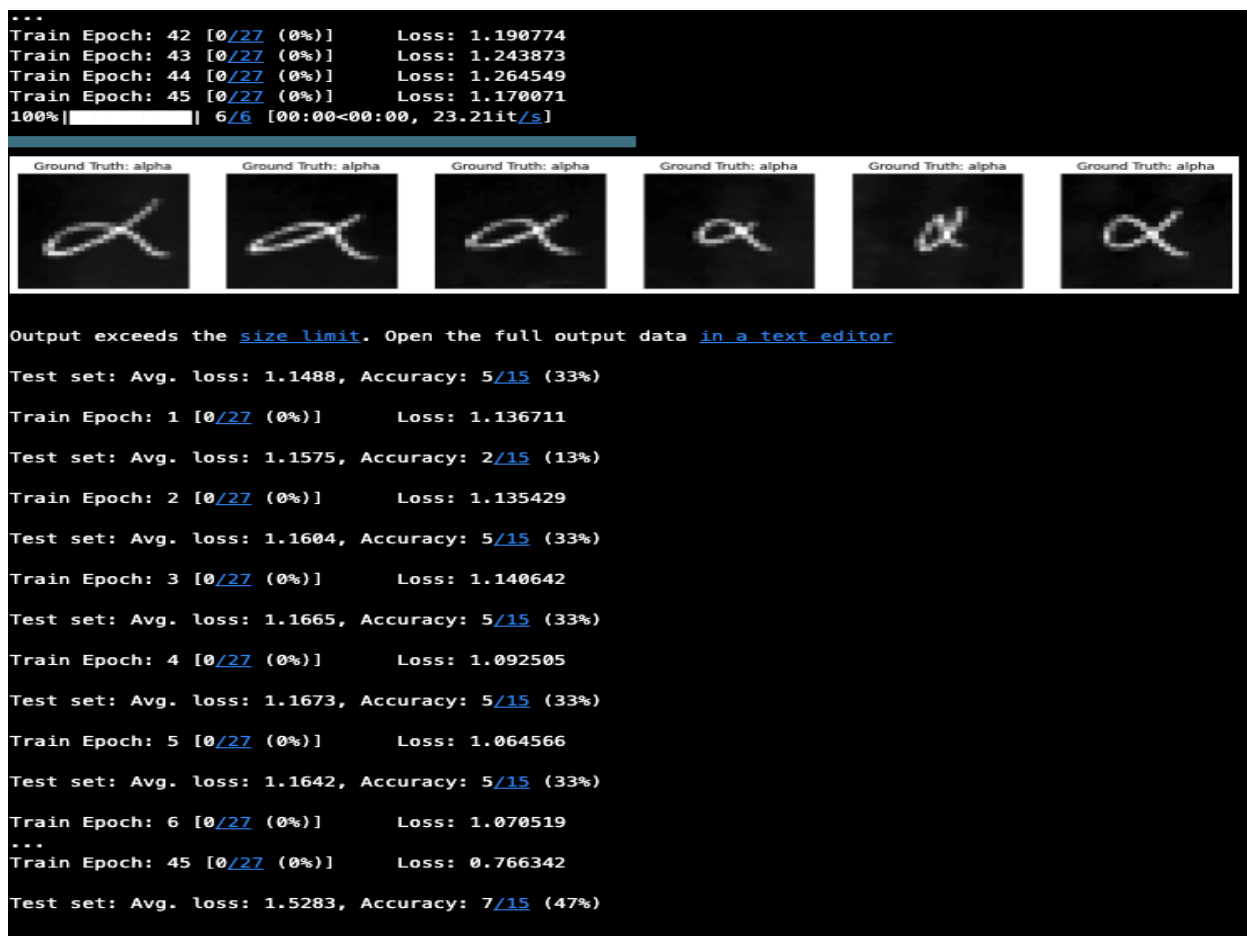 ...
Train Epoch: 42 [0/27 (0%)] Loss: 1.190774
Train Epoch: 43 [0/27 (0%)] Loss: 1.243873
Train Epoch: 44 [0/27 (0%)] Loss: 1.264549
Train Epoch: 45 [0/27 (0%)] Loss: 1.170071
100%|██████████| 6/6 [00:00<00:00, 23.21it/s]
Ground Truth: alpha Ground Truth: alpha Ground Truth: alpha Ground Truth: alpha Ground Truth: alpha Ground Truth: alpha
Output exceeds the size limit. Open the full output data in a text editor
Test set: Avg. loss: 1.1488, Accuracy: 5/15 (33%)
Train Epoch: 1 [0/27 (0%)] Loss: 1.136711
Test set: Avg. loss: 1.1575, Accuracy: 2/15 (13%)
Train Epoch: 2 [0/27 (0%)] Loss: 1.135429
Test set: Avg. loss: 1.1604, Accuracy: 5/15 (33%)
Train Epoch: 3 [0/27 (0%)] Loss: 1.140642
Test set: Avg. loss: 1.1665, Accuracy: 5/15 (33%)
Train Epoch: 4 [0/27 (0%)] Loss: 1.092505
Test set: Avg. loss: 1.1673, Accuracy: 5/15 (33%)
Train Epoch: 5 [0/27 (0%)] Loss: 1.064566
Test set: Avg. loss: 1.1642, Accuracy: 5/15 (33%)
Train Epoch: 6 [0/27 (0%)] Loss: 1.070519
...
Train Epoch: 45 [0/27 (0%)] Loss: 0.766342
Test set: Avg. loss: 1.5283, Accuracy: 7/15 (47%)